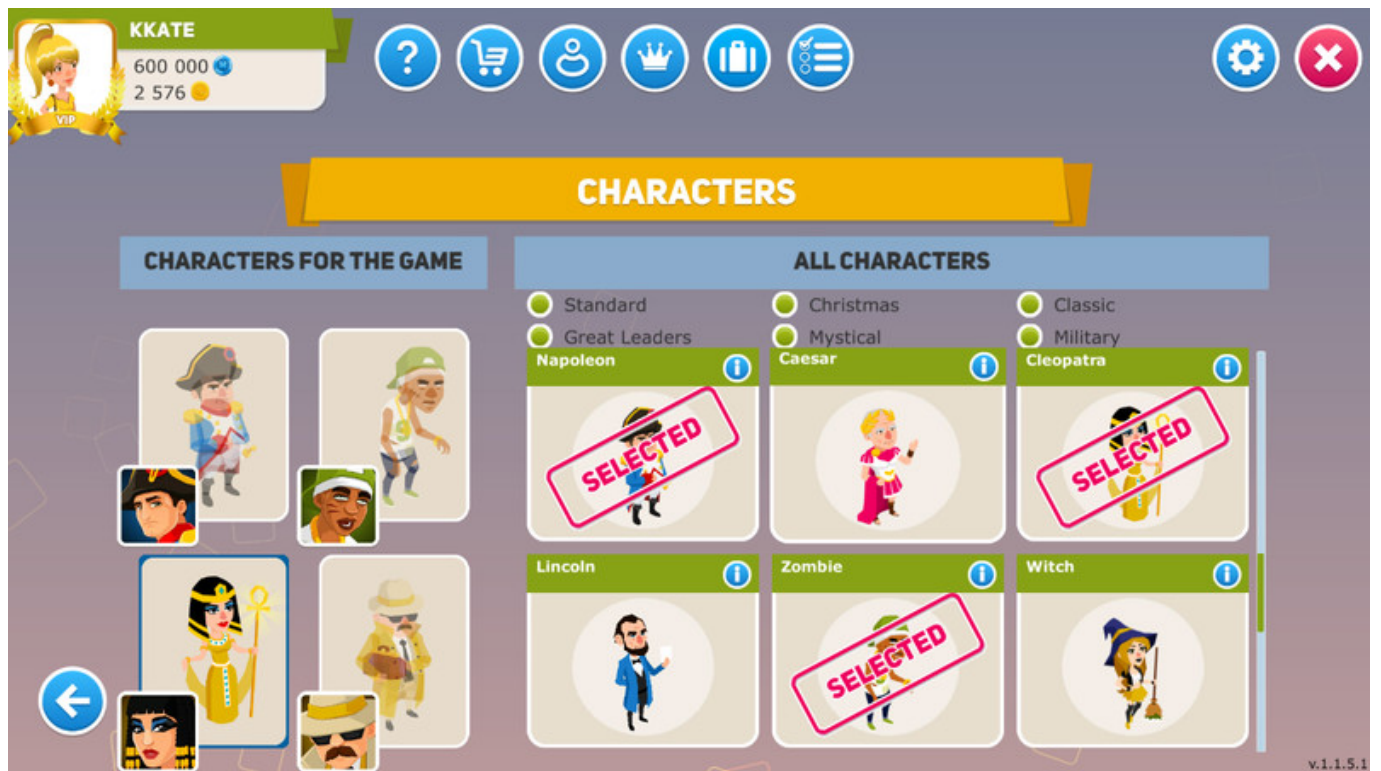 KKATE
600 000
2 576
VIP
?
CHARACTERS
CHARACTERS FOR THE GAME
ALL CHARACTERS
Standard
Christmas
Classic
Great Leaders
Mystical
Military
Napoleon
Caesar
Cleopatra
SELECTED
SELECTED
9
Lincoln
Zombie
Witch
SELECTED
v.1.1.5.1